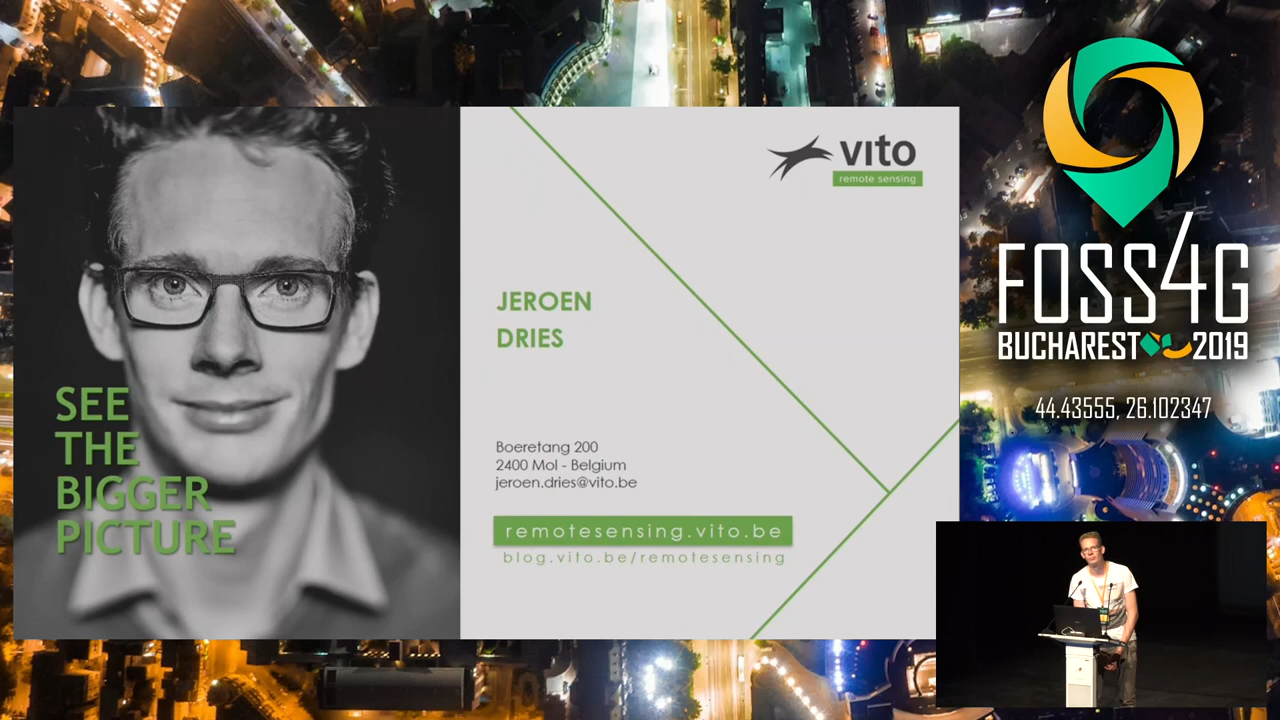 SEE
THE
BIGGER
PICTURE
vito
remote sensing
JEROEN
DRIES
Boeretang 200
2400 Mol - Belgium
jeroen.dries@vito.be
remotesensing.vito.be
blog.vito.be/remotesensing
FOSS4G
BUCHAREST 2019
44.43555, 26.102347